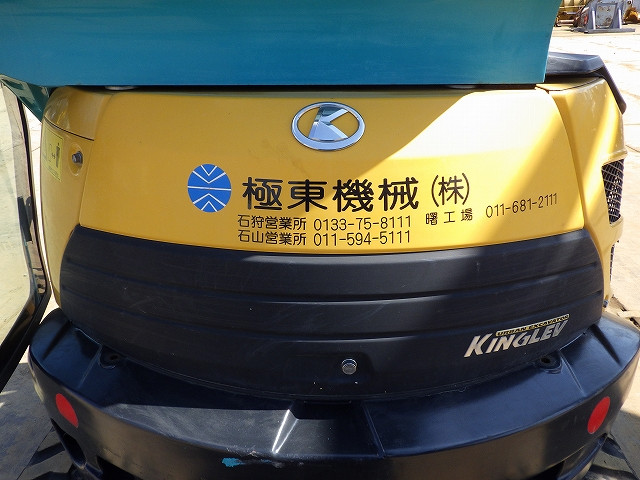 K
極東機械(株)
石狩営業所 0133-75-8111
石山営業所 011-594-5111
曙工場 011-681-2111
URBAN EXCAVATOR
KINGLEV